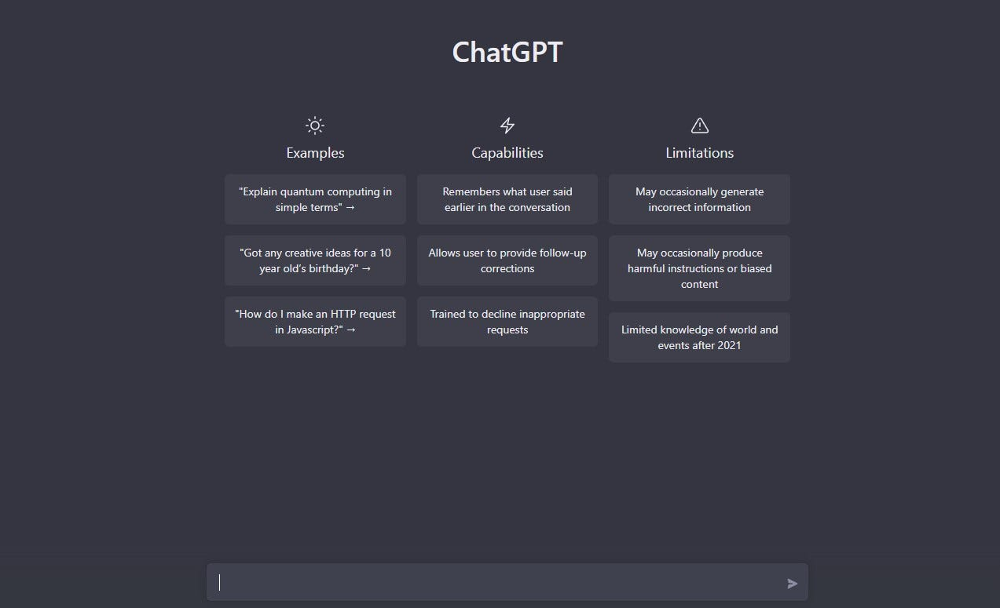 ChatGPT
Examples
"Explain quantum computing in
simple terms" →
"Got any creative ideas for a 10
year old’s birthday?" →
"How do I make an HTTP request
in Javascript?" →
Capabilities
Remembers what user said
earlier in the conversation
Allows user to provide follow-up
corrections
Trained to decline inappropriate
requests
Limitations
May occasionally generate
incorrect information
May occasionally produce
harmful instructions or biased
content
Limited knowledge of world and
events after 2021